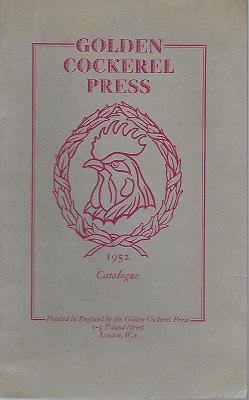 GOLDEN
COCKEREL
PRESS
1952
Catalogue
Printed in England by the Golden Cockerel Press
1-5 Poland Street
London, W.1